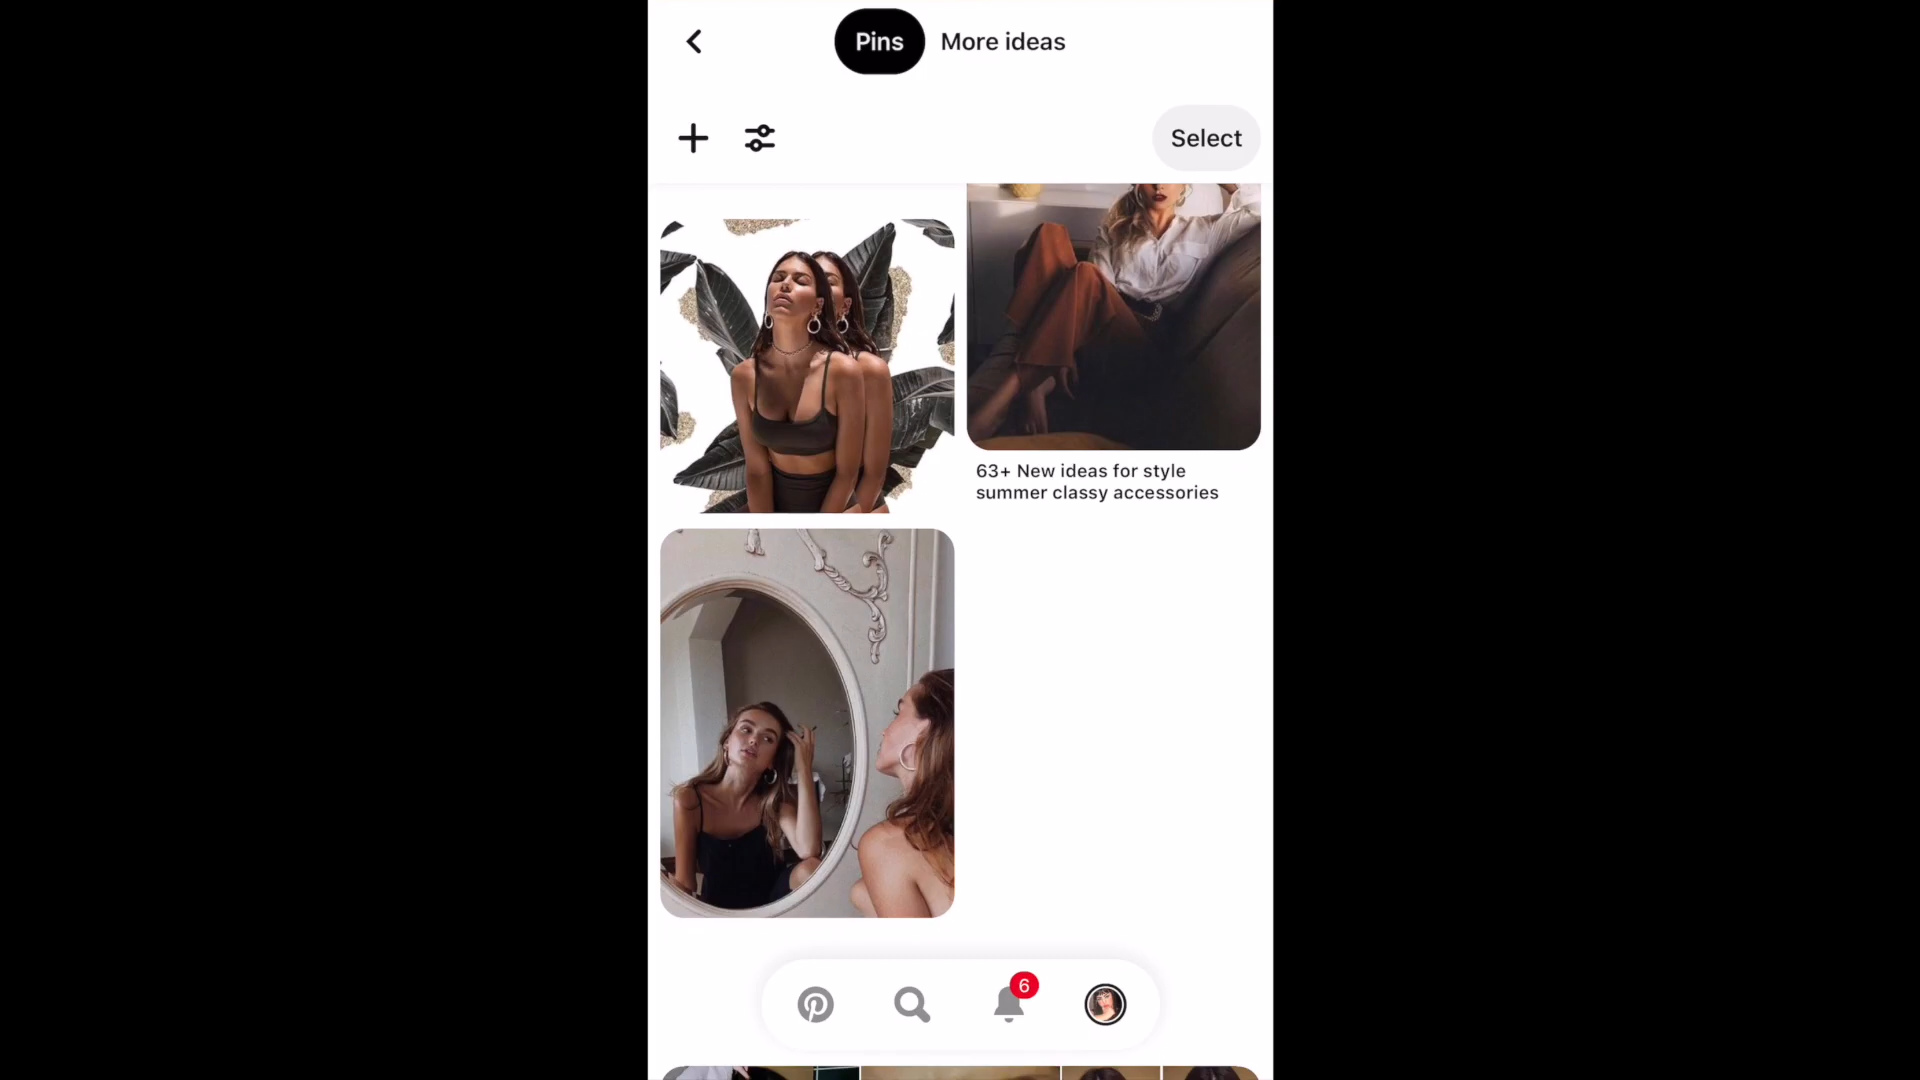 Pins More ideas
Select
63+ New ideas for style
summer classy accessories
6